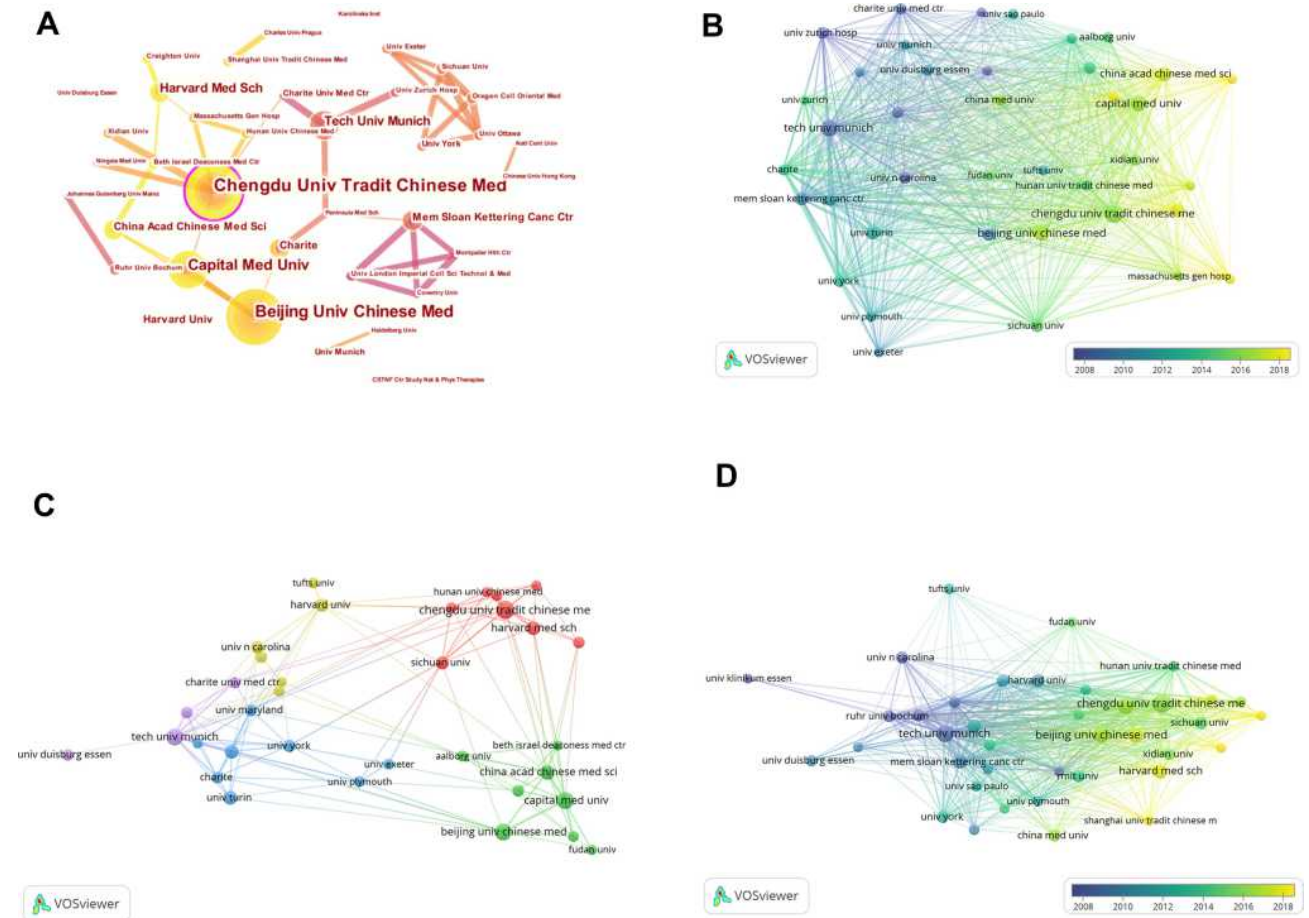 A
Karolinska Inst
Charles Univ Prague
Creighton Univ
Shanghai Univ Tradit Chinese Med
Univ Exeter
Sichuan Univ
Univ Duisburg Essen
Harvard Med Sch
Charite Univ Med Ctr
Univ Zurich Hosp
Oregon Coll Oriental Med
Massachusetts Gen Hosp
Tech Univ Munich
Xidian Univ
Hunan Univ Chinese Med
Univ Ottawa
Univ York
Natl Cent Univ
Ningxia Med Univ
Beth Israel Deaconess Med Ctr
Chinese Univ Hong Kong
Chengdu Univ Tradit Chinese Med
Johannes Gutenberg Univ Mainz
Peninsula Med Sch
Mem Sloan Kettering Canc Ctr
China Acad Chinese Med Sci
Charite
Montpellier Hlth Ctr
Ruhr Univ Bochum
Capital Med Univ
Univ London Imperial Coll Sci Technol & Med
Coventry Univ
Harvard Univ
Beijing Univ Chinese Med
Heidelberg Univ
Univ Munich
CSTNF Ctr Study Nat & Phys Therapies
B
charite univ med ctr
univ sao paulo
univ zurich hosp
aalborg univ
univ munich
univ duisburg essen
china acad chinese med sci
univ zurich
china med univ
capital med univ
tech univ munich
xidian univ
charite
tufts univ
univ n carolina
fudan univ
hunan univ tradit chinese med
mem sloan kettering canc ctr
chengdu univ tradit chinese me
univ turin
beijing univ chinese med
univ york
massachusetts gen hosp
univ plymouth
sichuan univ
univ exeter
VOSviewer
2008 2010 2012 2014 2016 2018
C
tufts univ
hunan univ chinese med
harvard univ
chengdu univ tradit chinese me
harvard med sch
univ n carolina
sichuan univ
charite univ med ctr
univ maryland
tech univ munich
univ york
beth israel deaconess med ctr
univ duisburg essen
aalborg univ
univ exeter
china acad chinese med sci
charite
univ plymouth
univ turin
capital med univ
beijing univ chinese med
fudan univ
VOSviewer
D
tufts univ
fudan univ
univ n carolina
hunan univ tradit chinese med
univ klinikum essen
harvard univ
chengdu univ tradit chinese me
ruhr univ bochum
sichuan univ
tech univ munich
beijing univ chinese med
xidian univ
univ duisburg essen
mem sloan kettering canc ctr
rmit univ
harvard med sch
univ sao paulo
univ plymouth
univ york
shanghai univ tradit chinese m
china med univ
VOSviewer
2008 2010 2012 2014 2016 2018